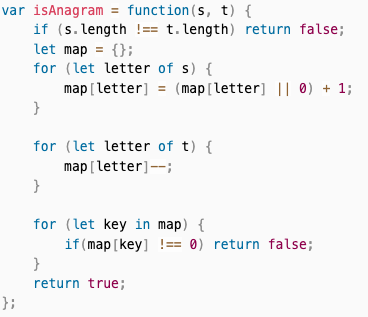 var isAnagram = function(s, t) {
    if (s.length !== t.length) return false;
    let map = {};
    for (let letter of s) {
        map[letter] = (map[letter] || 0) + 1;
    }

    for (let letter of t) {
        map[letter]--;
    }

    for (let key in map) {
        if(map[key] !== 0) return false;
    }
    return true;
};